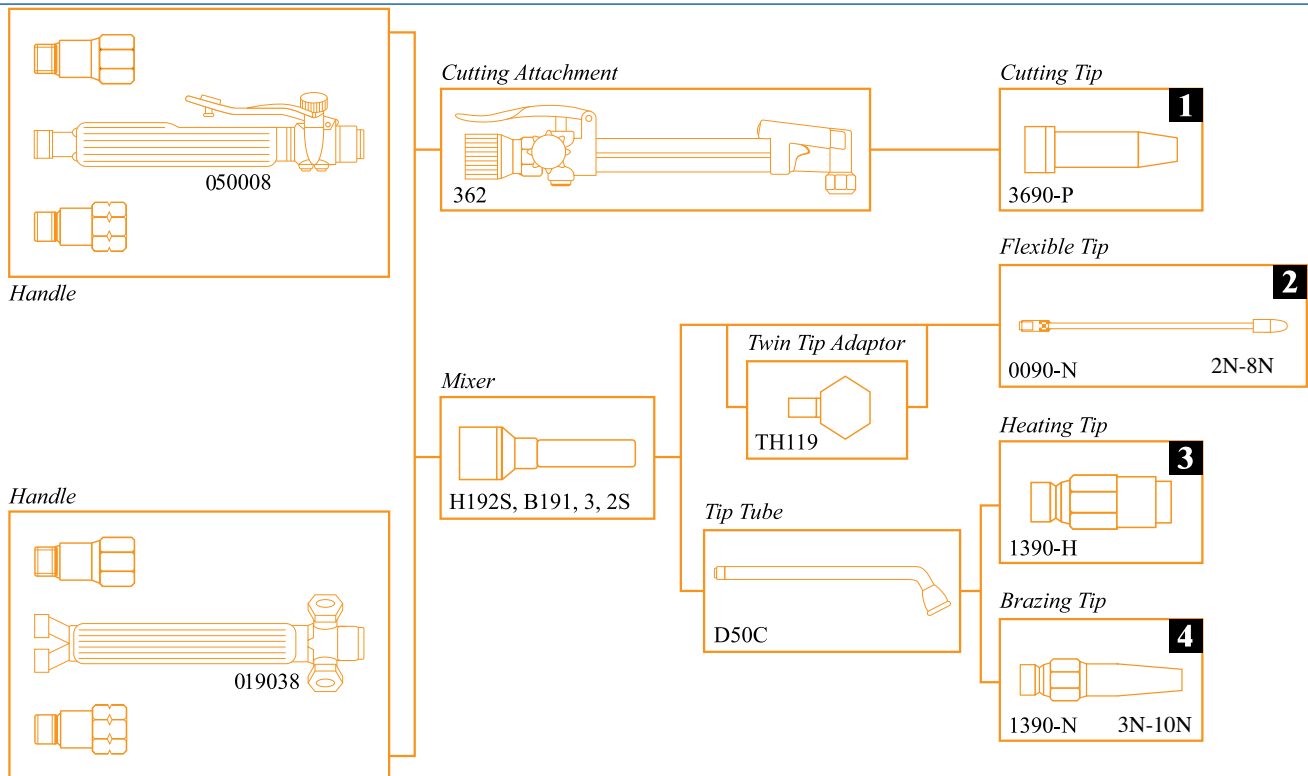 050008
Handle
Cutting Attachment
362
Cutting Tip
1
3690-P
Flexible Tip
2
0090-N 2N-8N
Twin Tip Adaptor
TH119
Mixer
H192S, B191, 3, 2S
Heating Tip
3
1390-H
Tip Tube
D50C
Brazing Tip
4
1390-N 3N-10N
Handle
019038